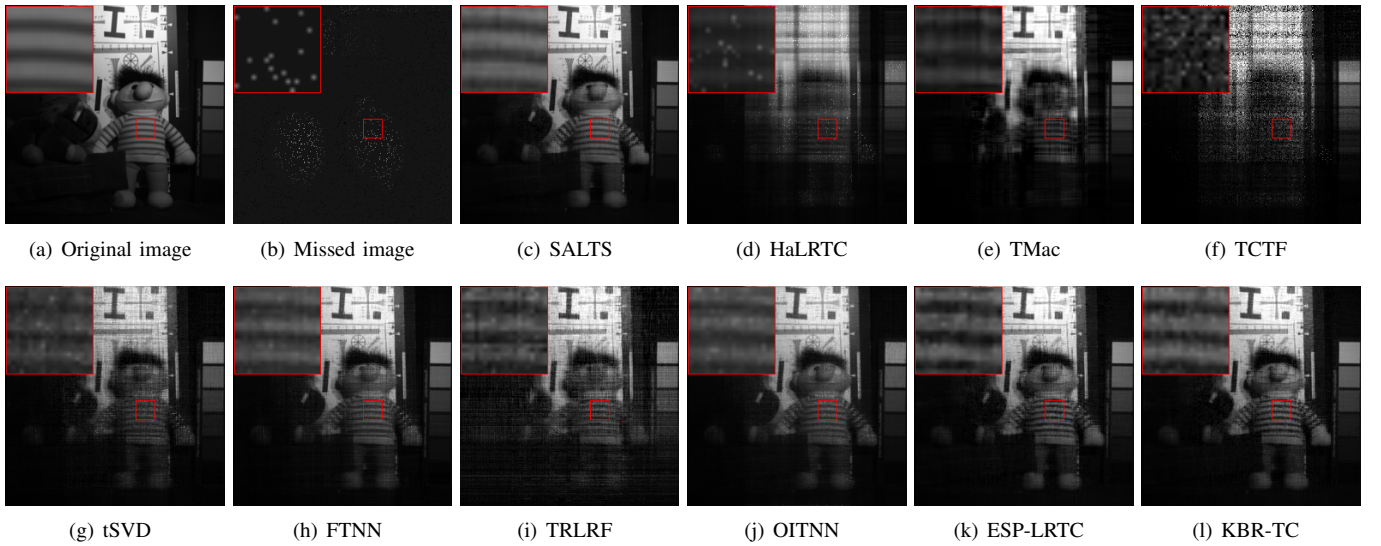 (a) Original image
(b) Missed image
(c) SALTS
(d) HaLRTC
(e) TMac
(f) TCTF
(g) tSVD
(h) FTNN
(i) TRLRF
(j) OITNN
(k) ESP-LRTC
(l) KBR-TC